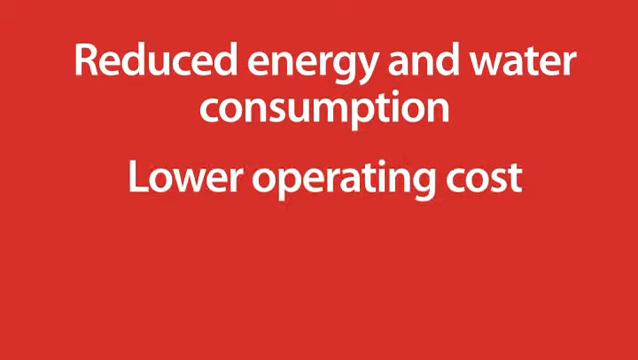 Reduced energy and water
consumption
Lower operating cost